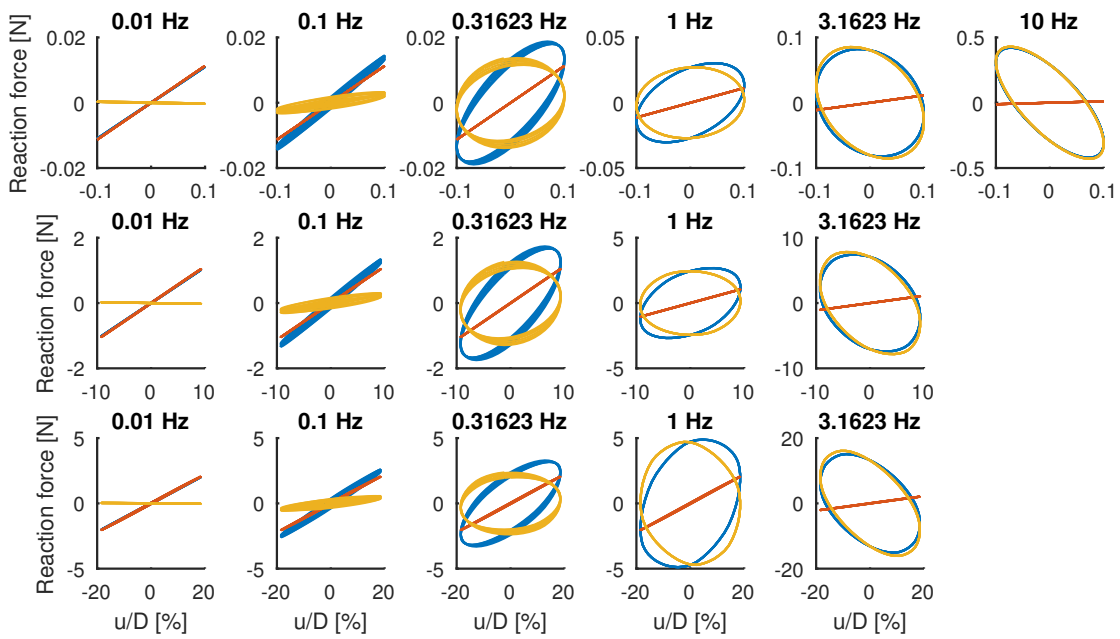 0.01 Hz 0.1 Hz 0.31623 Hz 1 Hz 3.1623 Hz 10 Hz
Reaction force [N]
0.02 0.02 0.02 0.05 0.1 0.5
0 0 0 0 0 0
-0.02 -0.02 -0.02 -0.05 -0.1 -0.5
-0.1 0 0.1 -0.1 0 0.1 -0.1 0 0.1 -0.1 0 0.1 -0.1 0 0.1 -0.1 0 0.1
0.01 Hz 0.1 Hz 0.31623 Hz 1 Hz 3.1623 Hz
Reaction force [N]
2 2 2 5 10
0 0 0 0 0
-2 -2 -2 -5 -10
-10 0 10 -10 0 10 -10 0 10 -10 0 10 -10 0 10
0.01 Hz 0.1 Hz 0.31623 Hz 1 Hz 3.1623 Hz
Reaction force [N]
5 5 5 5 20
0 0 0 0 0
-5 -5 -5 -5 -20
-20 0 20 -20 0 20 -20 0 20 -20 0 20 -20 0 20
u/D [%] u/D [%] u/D [%] u/D [%] u/D [%]